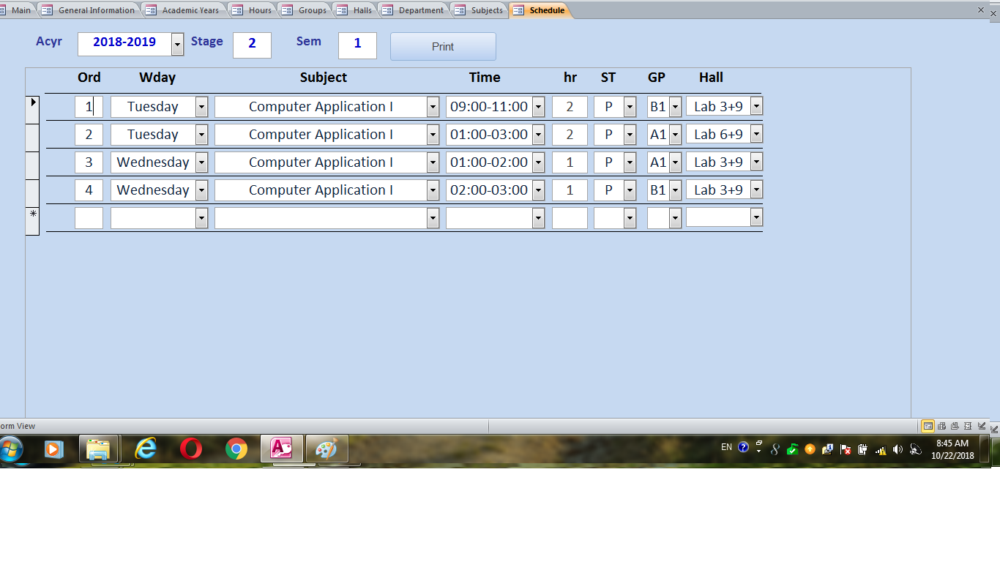 Main General Information Academic Years Hours Groups Halls Department Subjects Schedule
Acyr 2018-2019 Stage 2 Sem 1 Print
Ord Wday Subject Time hr ST GP Hall
1 Tuesday Computer Application I 09:00-11:00 2 P B1 Lab 3+9
2 Tuesday Computer Application I 01:00-03:00 2 P A1 Lab 6+9
3 Wednesday Computer Application I 01:00-02:00 1 P A1 Lab 3+9
4 Wednesday Computer Application I 02:00-03:00 1 P B1 Lab 3+9
*
orm View
EN 8:45 AM
10/22/2018